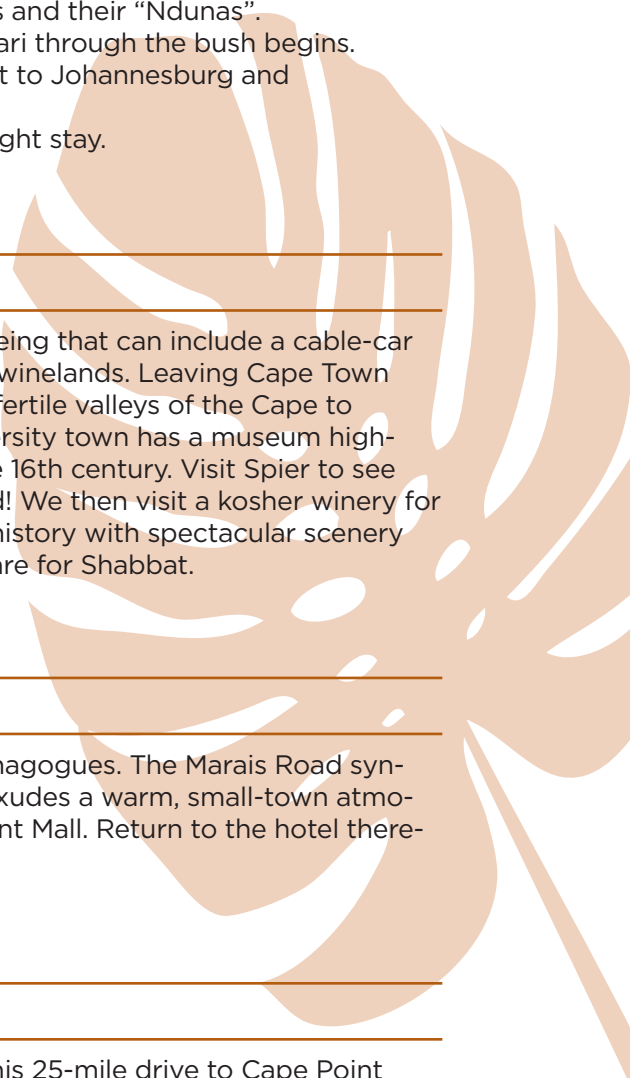 s and their “Ndunas”.
ari through the bush begins.
t to Johannesburg and
ght stay.
eing that can include a cable-car
winelands. Leaving Cape Town
fertile valleys of the Cape to
ersity town has a museum high-
e 16th century. Visit Spier to see
d! We then visit a kosher winery for
history with spectacular scenery
are for Shabbat.
nagogues. The Marais Road syn-
xudes a warm, small-town atmo-
nt Mall. Return to the hotel there-
his 25-mile drive to Cape Point